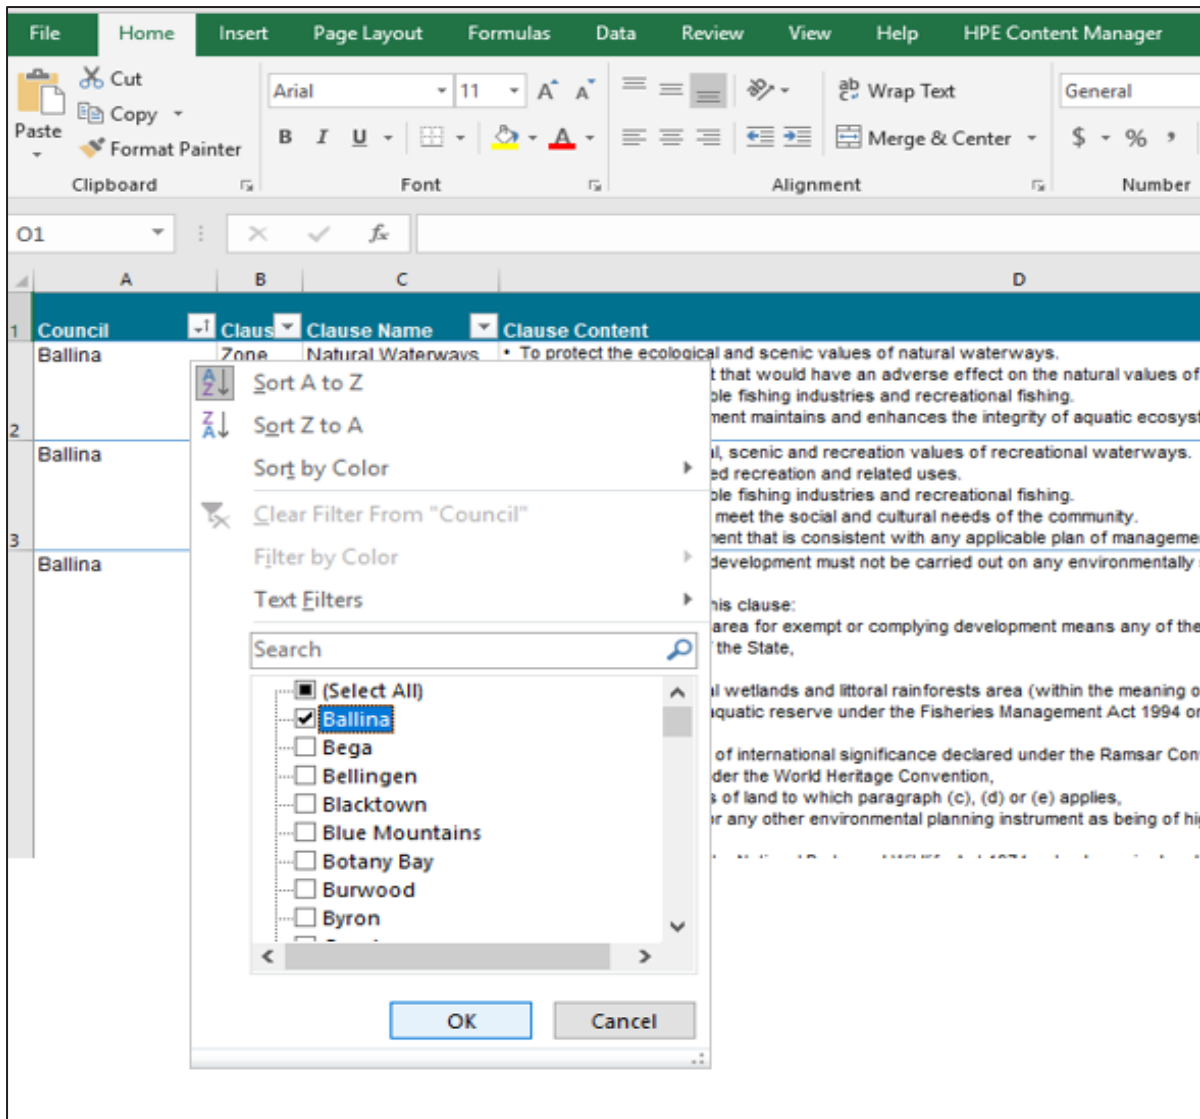 File Home Insert Page Layout Formulas Data Review View Help HPE Content Manager
Cut
Copy
Paste
Format Painter
Arial 11 A A
B I U A
Wrap Text
Merge & Center
General
$ % ,
Clipboard Font Alignment Number
O1 fx
A B C D
1 Council Claus Clause Name Clause Content
Ballina Zone Natural Waterways • To protect the ecological and scenic values of natural waterways.
t that would have an adverse effect on the natural values of
ble fishing industries and recreational fishing.
2 ment maintains and enhances the integrity of aquatic ecosyst
Ballina l, scenic and recreation values of recreational waterways.
ed recreation and related uses.
ble fishing industries and recreational fishing.
meet the social and cultural needs of the community.
3 ment that is consistent with any applicable plan of manageme
Ballina development must not be carried out on any environmentally
his clause:
area for exempt or complying development means any of the
the State,
l wetlands and littoral rainforests area (within the meaning o
aquatic reserve under the Fisheries Management Act 1994 or
of international significance declared under the Ramsar Con
der the World Heritage Convention,
s of land to which paragraph (c), (d) or (e) applies,
r any other environmental planning instrument as being of hi
Sort A to Z
Sort Z to A
Sort by Color
Clear Filter From "Council"
Filter by Color
Text Filters
Search
(Select All)
Ballina
Bega
Bellingen
Blacktown
Blue Mountains
Botany Bay
Burwood
Byron
OK Cancel